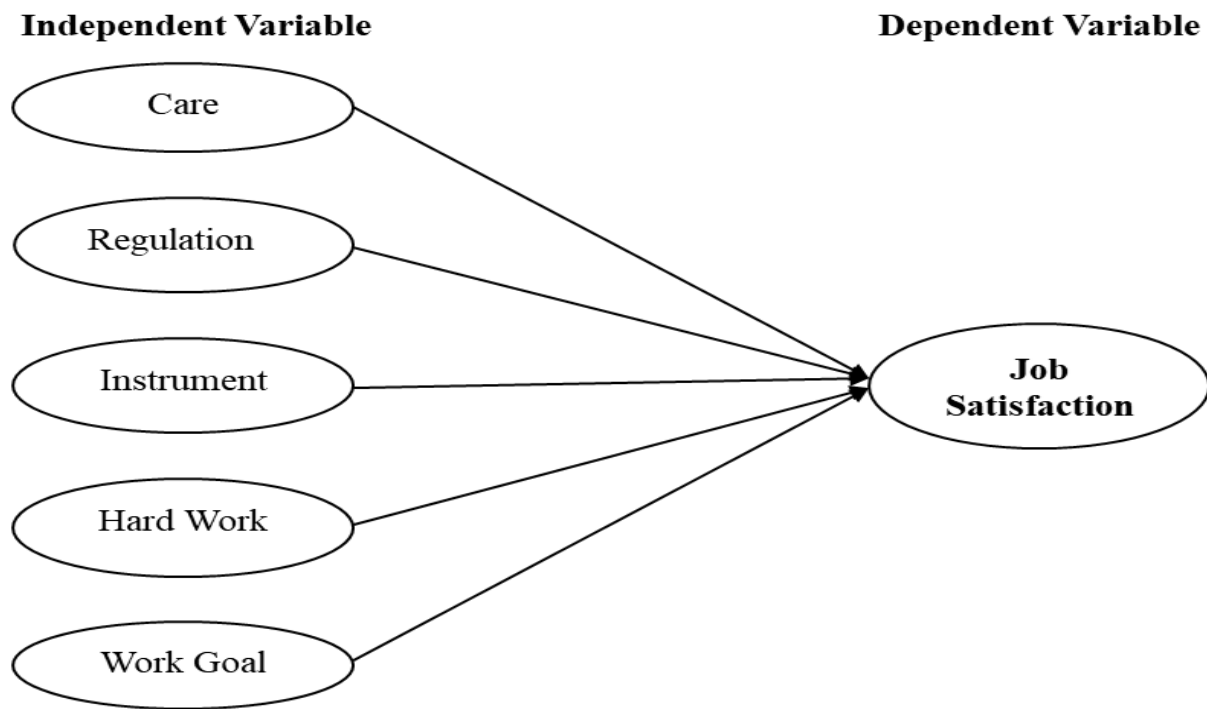 Independent Variable
Dependent Variable
Care
Regulation
Instrument
Hard Work
Work Goal
Job
Satisfaction